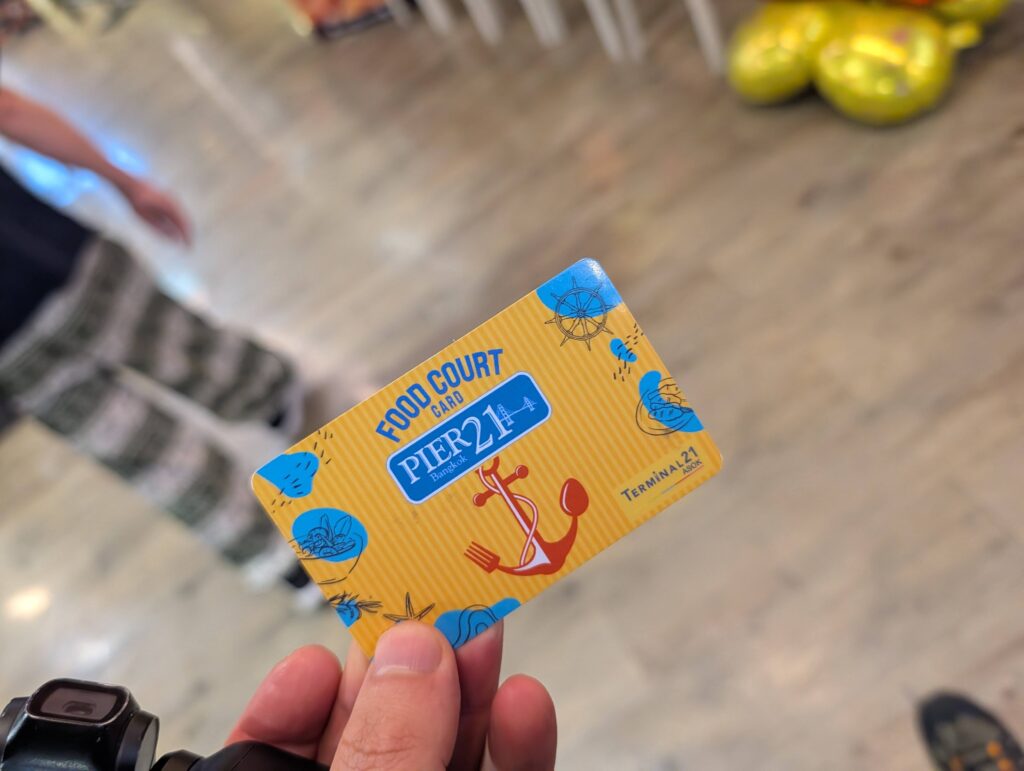 FOOD COURT
CARD
PIER21
Bangkok
TERMiNAL21
ASOK